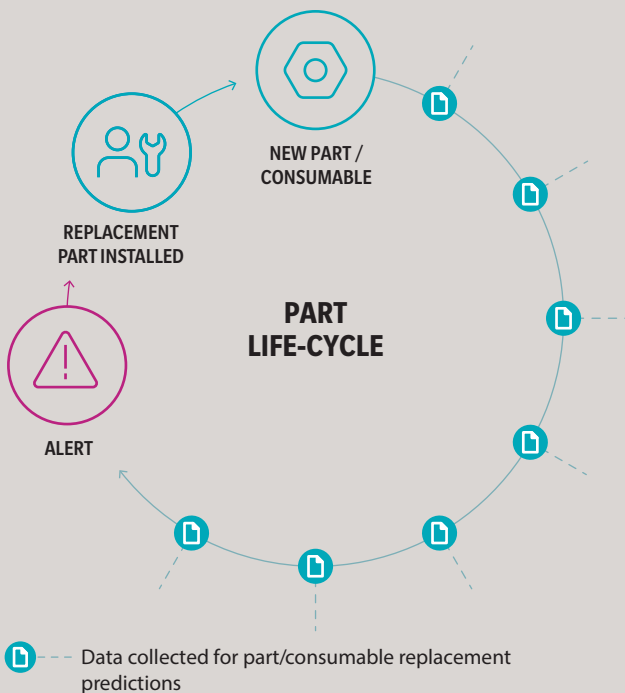 NEW PART /
CONSUMABLE
REPLACEMENT
PART INSTALLED
PART
LIFE-CYCLE
ALERT
Data collected for part/consumable replacement
predictions